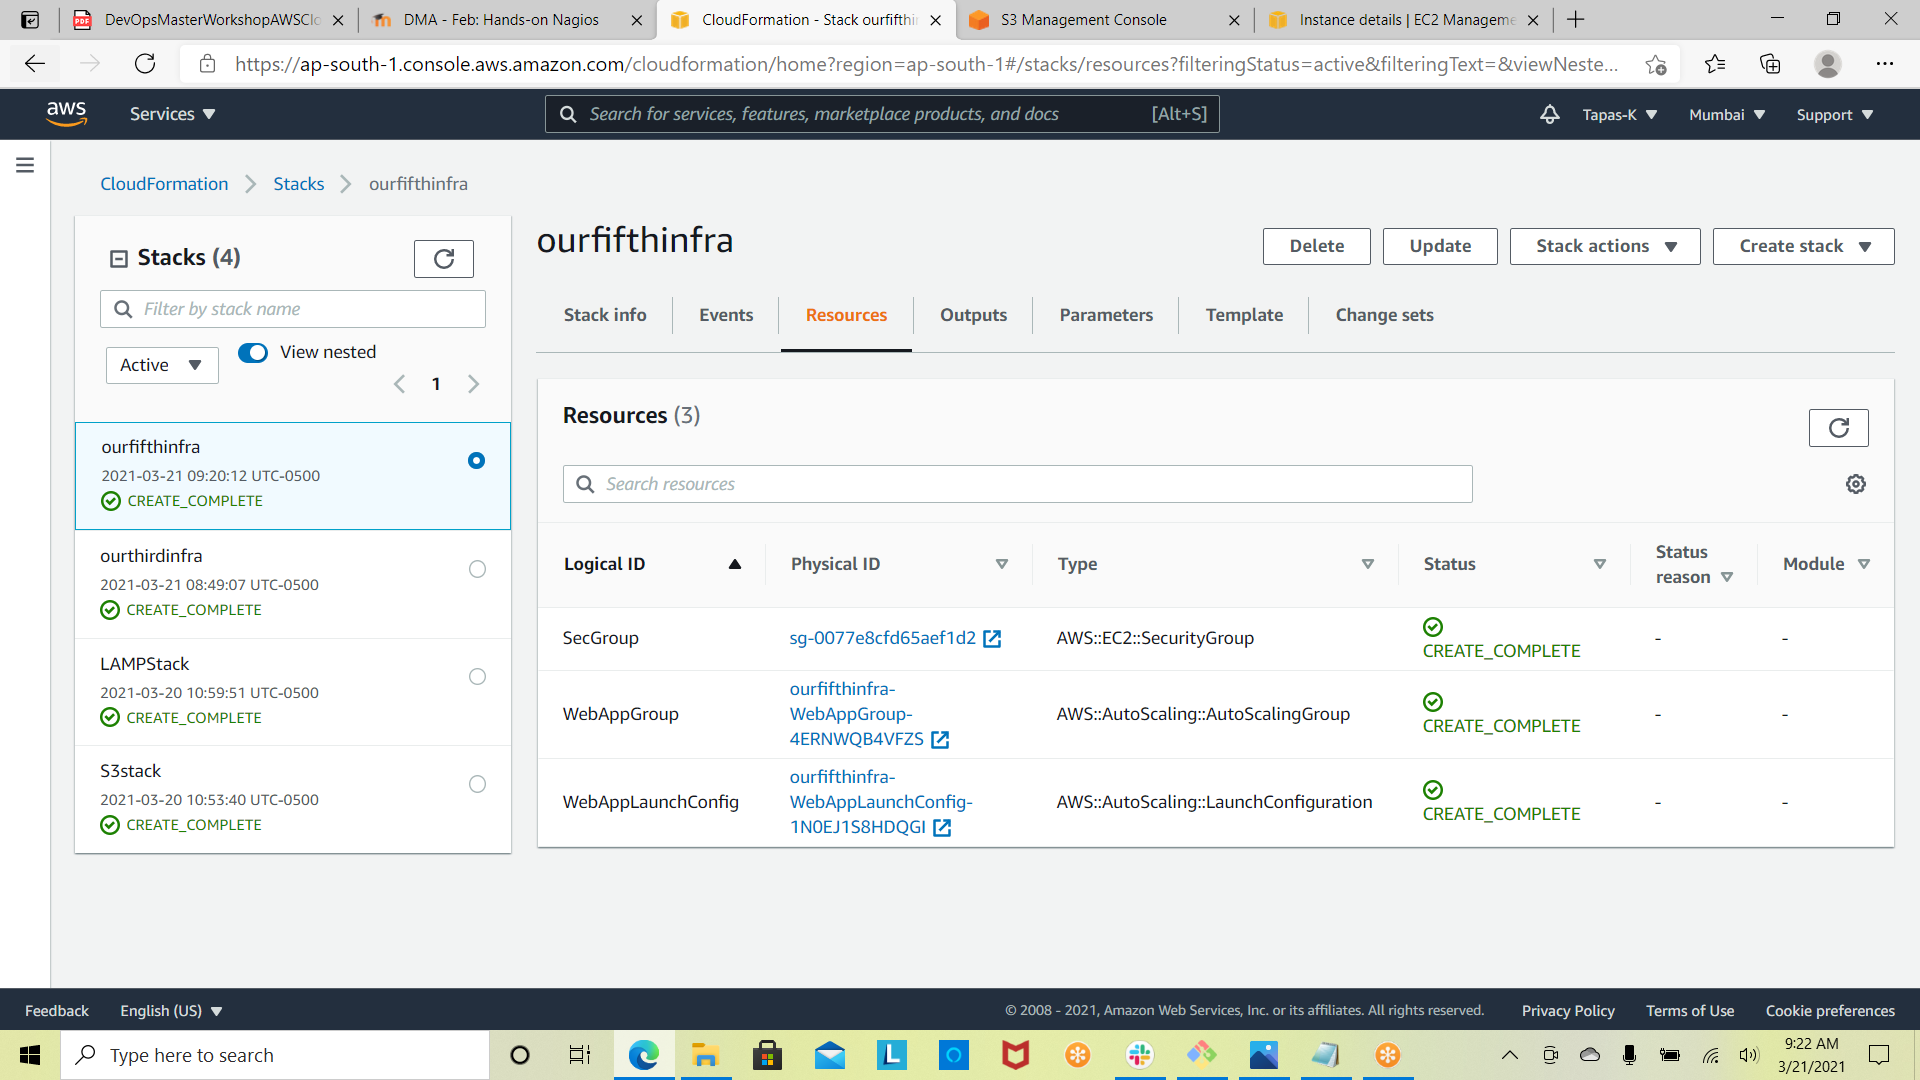 DevOpsMasterWorkshopAWSClo
DMA - Feb: Hands-on Nagios
CloudFormation - Stack ourfifthin
S3 Management Console
Instance details | EC2 Manageme
https://ap-south-1.console.aws.amazon.com/cloudformation/home?region=ap-south-1#/stacks/resources?filteringStatus=active&filteringText=&viewNeste...
aws
Services
Search for services, features, marketplace products, and docs
[Alt+S]
Tapas-K
Mumbai
Support
CloudFormation
Stacks
ourfifthinfra
Stacks (4)
Filter by stack name
Active
View nested
1
ourfifthinfra
2021-03-21 09:20:12 UTC-0500
CREATE_COMPLETE
ourthirdinfra
2021-03-21 08:49:07 UTC-0500
CREATE_COMPLETE
LAMPStack
2021-03-20 10:59:51 UTC-0500
CREATE_COMPLETE
S3stack
2021-03-20 10:53:40 UTC-0500
CREATE_COMPLETE
ourfifthinfra
Delete
Update
Stack actions
Create stack
Stack info
Events
Resources
Outputs
Parameters
Template
Change sets
Resources (3)
Search resources
Logical ID
Physical ID
Type
Status
Status
reason
Module
SecGroup
sg-0077e8cfd65aef1d2
AWS::EC2::SecurityGroup
CREATE_COMPLETE
-
-
WebAppGroup
ourfifthinfra-
WebAppGroup-
4ERNWQB4VFZS
AWS::AutoScaling::AutoScalingGroup
CREATE_COMPLETE
-
-
WebAppLaunchConfig
ourfifthinfra-
WebAppLaunchConfig-
1N0EJ1S8HDQGI
AWS::AutoScaling::LaunchConfiguration
CREATE_COMPLETE
-
-
Feedback
English (US)
© 2008 - 2021, Amazon Web Services, Inc. or its affiliates. All rights reserved.
Privacy Policy
Terms of Use
Cookie preferences
Type here to search
9:22 AM
3/21/2021